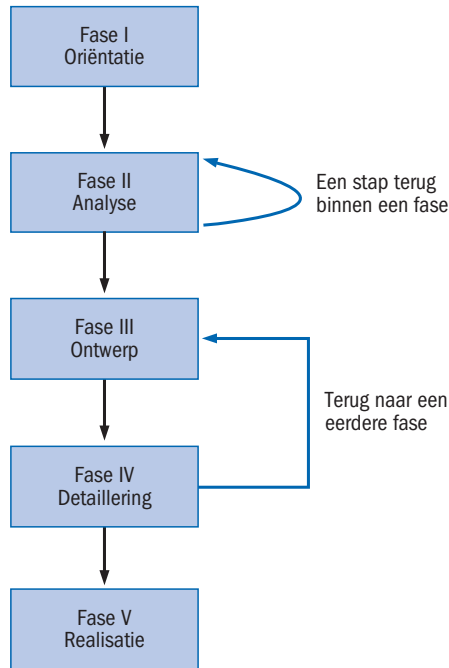 Fase I
Oriëntatie
Fase II
Analyse
Een stap terug
binnen een fase
Fase III
Ontwerp
Terug naar een
eerdere fase
Fase IV
Detaillering
Fase V
Realisatie